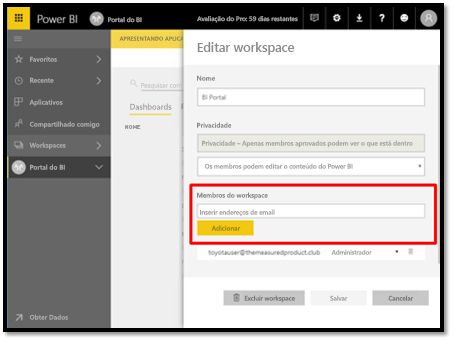 Power BI
Portal do BI
Avaliação do Pro: 59 dias restantes
?
Favoritos
Recente
Aplicativos
Compartilhado comigo
Workspaces
Portal do BI
Obter Dados
APRESENTANDO APLICA
Pesquisar con
Dashboards
NOME
Editar workspace
Nome
BI Portal
Privacidade
Privacidade – Apenas membros aprovados podem ver o que está dentro
Os membros podem editar o conteúdo do Power BI
Membros do workspace
Inserir endereços de email
Adicionar
toyotauser@themeasuredproduct.club Administrador
Excluir workspace Salvar Cancelar